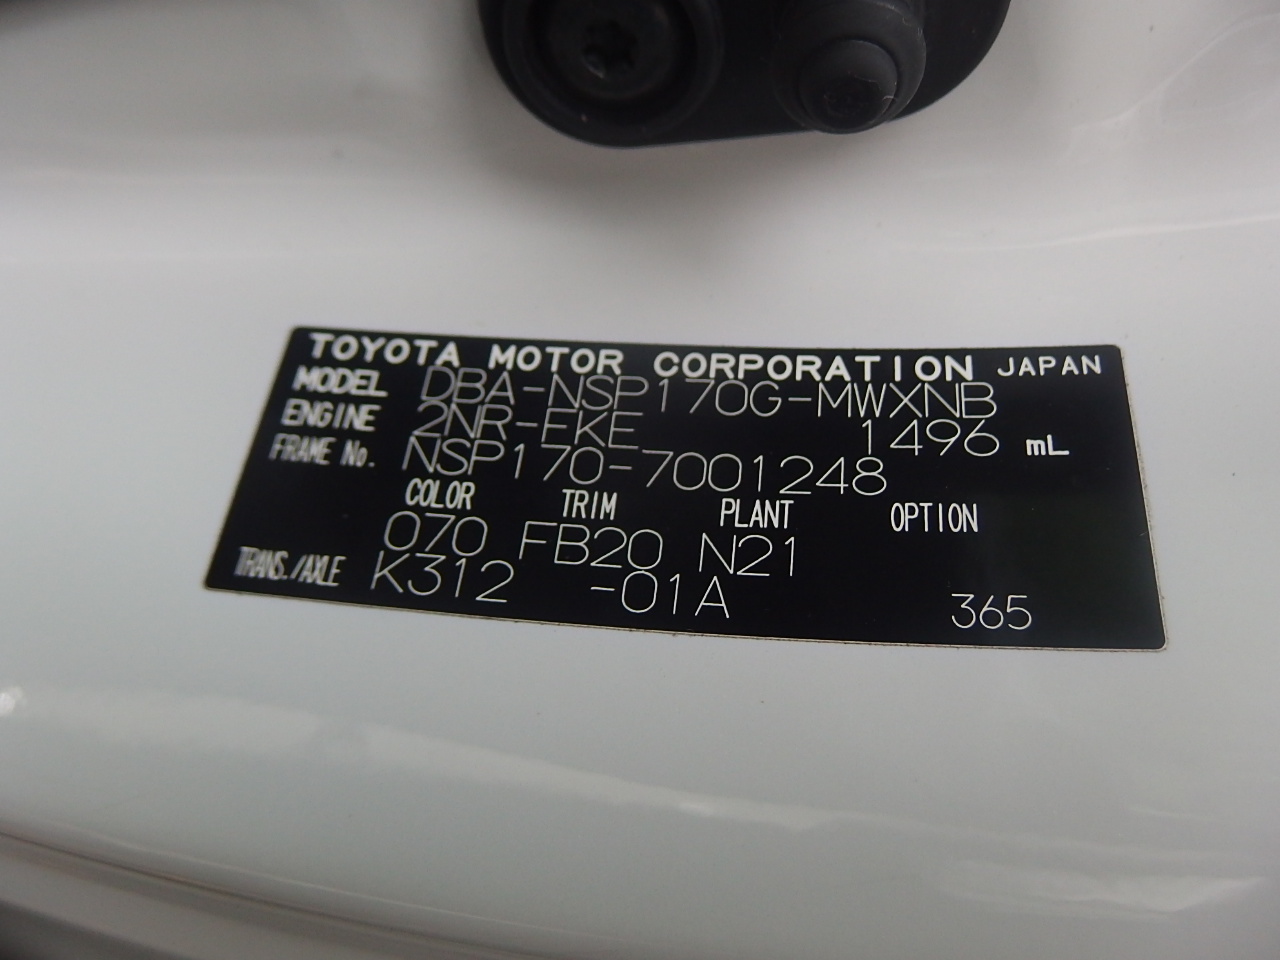 TOYOTA MOTOR CORPORATION JAPAN
MODEL DBA-NSP170G-MWXNB
ENGINE 2NR-FKE 1496 mL
FRAME No. NSP170-7001248
COLOR TRIM PLANT OPTION
070 FB20 N21
TRANS./AXLE K312 -01A 365